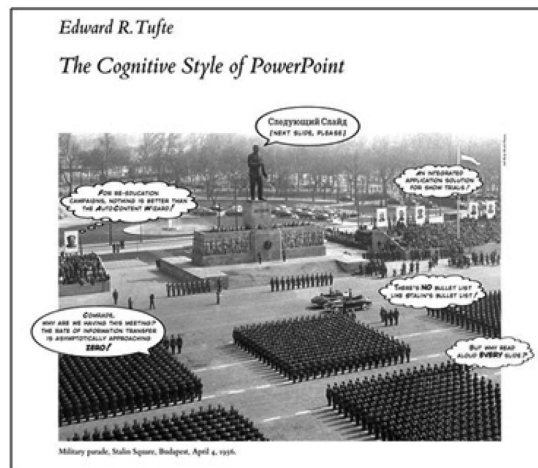 Edward R. Tufte
The Cognitive Style of PowerPoint
Следующий Слайд
[NEXT SLIDE, PLEASE]
AN INTEGRATED
APPLICATION SOLUTION
FOR SHOW TRIALS!
FOR RE-EDUCATION
CAMPAIGNS, NOTHING IS BETTER THAN
THE AUTOCONTENT WIZARD!
THERE'S NO BULLET LIST
LIKE STALIN'S BULLET LIST!
COMRADE,
WHY ARE WE HAVING THIS MEETING?
THE RATE OF INFORMATION TRANSFER
IS ASYMPTOTICALLY APPROACHING
ZERO!
BUT WHY READ
ALOUD EVERY SLIDE?
Military parade, Stalin Square, Budapest, April 4, 1956.